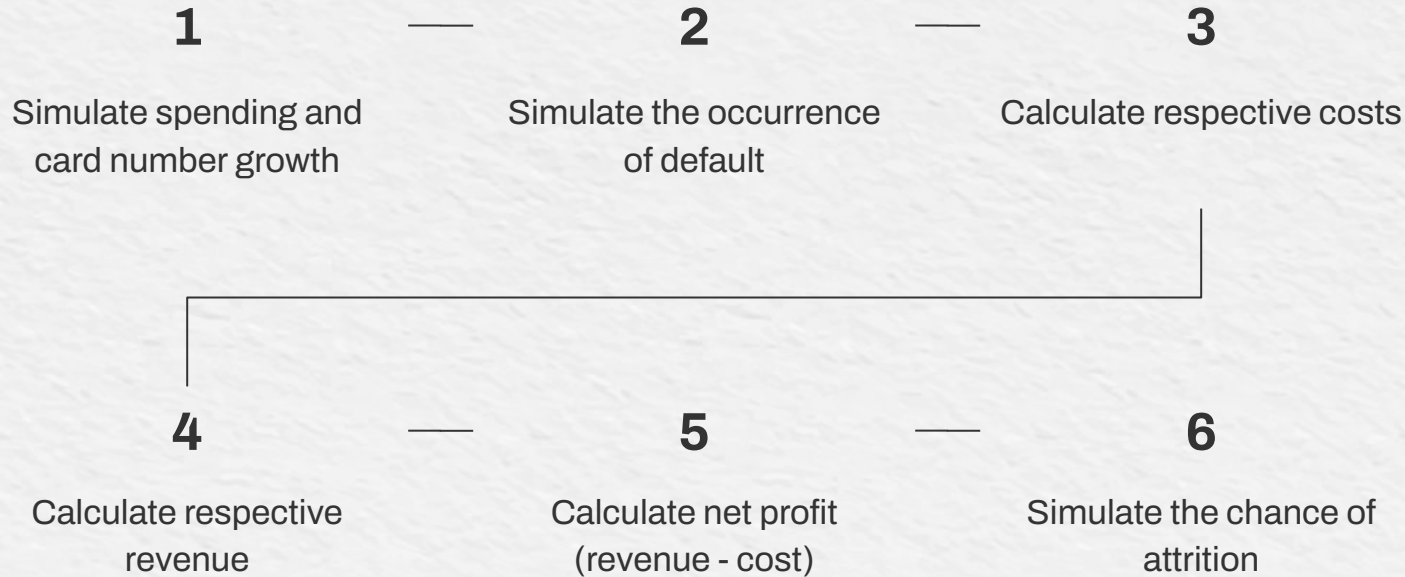 1
2
3
Simulate spending and
card number growth
Simulate the occurrence
of default
Calculate respective costs
4
5
6
Calculate respective
revenue
Calculate net profit
(revenue - cost)
Simulate the chance of
attrition